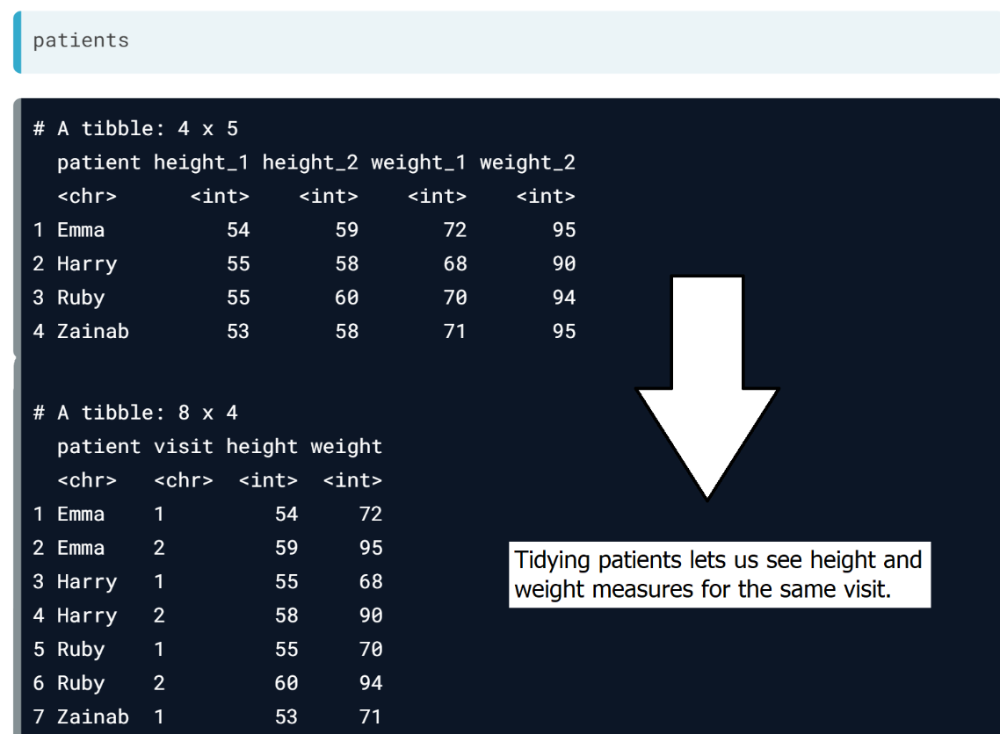 patients
# A tibble: 4 x 5
patient height_1 height_2 weight_1 weight_2
<chr> <int> <int> <int> <int>
1 Emma 54 59 72 95
2 Harry 55 58 68 90
3 Ruby 55 60 70 94
4 Zainab 53 58 71 95
# A tibble: 8 x 4
patient visit height weight
<chr> <chr> <int> <int>
1 Emma 1 54 72
2 Emma 2 59 95
3 Harry 1 55 68
4 Harry 2 58 90
5 Ruby 1 55 70
6 Ruby 2 60 94
7 Zainab 1 53 71
Tidying patients lets us see height and
weight measures for the same visit.